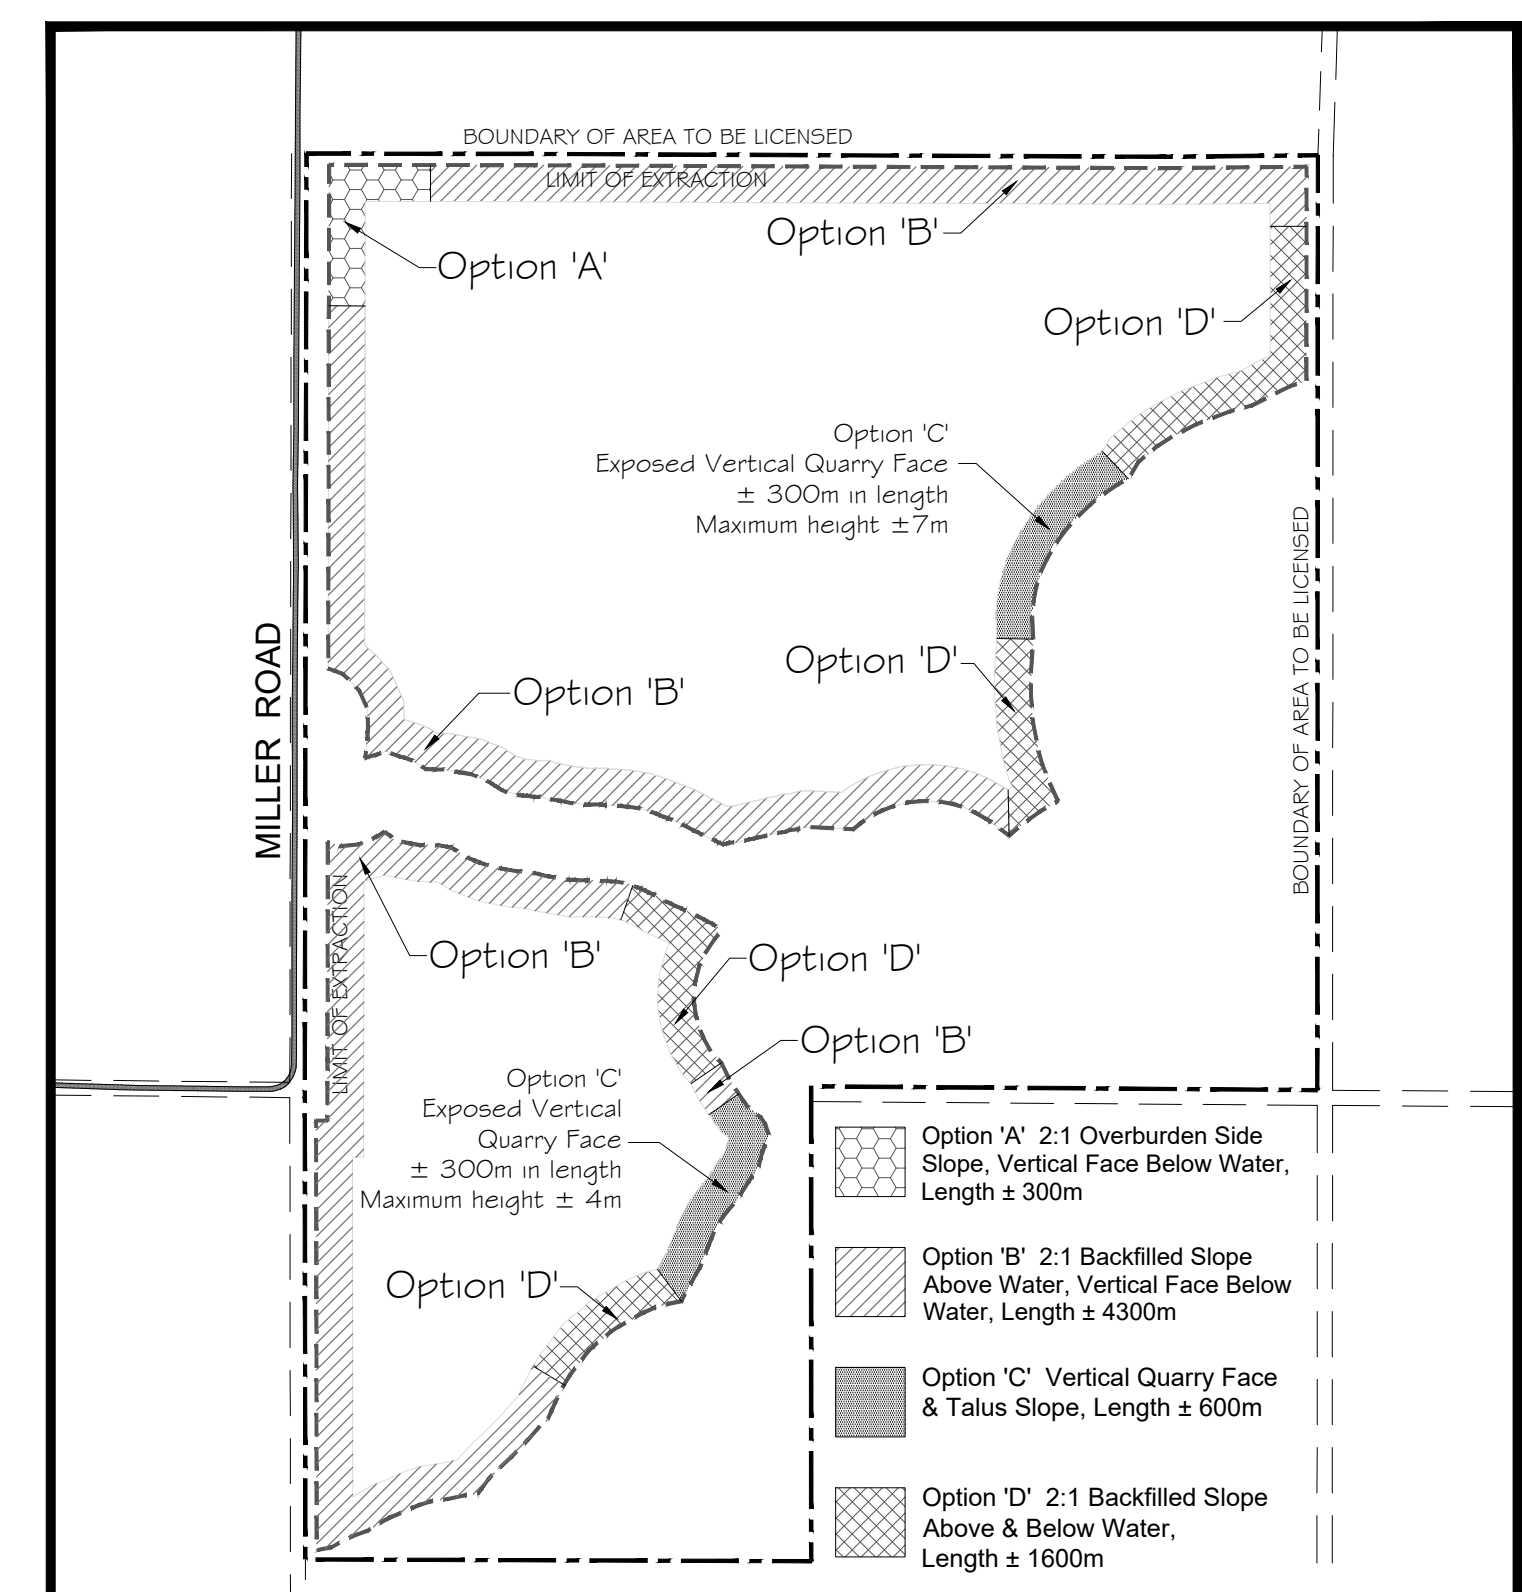 BOUNDARY OF AREA TO BE LICENSED
LIMIT OF EXTRACTION
Option 'B'
Option 'A'
Option 'D'
Option 'C'
Exposed Vertical Quarry Face
± 300m in length
Maximum height ±7m
BOUNDARY OF AREA TO BE LICENSED
MILLER ROAD
Option 'D'
Option 'B'
LIMIT OF EXTRACTION
Option 'B'
Option 'D'
Option 'B'
Option 'C'
Exposed Vertical
Quarry Face
± 300m in length
Maximum height ± 4m
Option 'D'
Option 'A' 2:1 Overburden Side
Slope, Vertical Face Below Water,
Length ± 300m
Option 'B' 2:1 Backfilled Slope
Above Water, Vertical Face Below
Water, Length ± 4300m
Option 'C' Vertical Quarry Face
& Talus Slope, Length ± 600m
Option 'D' 2:1 Backfilled Slope
Above & Below Water,
Length ± 1600m